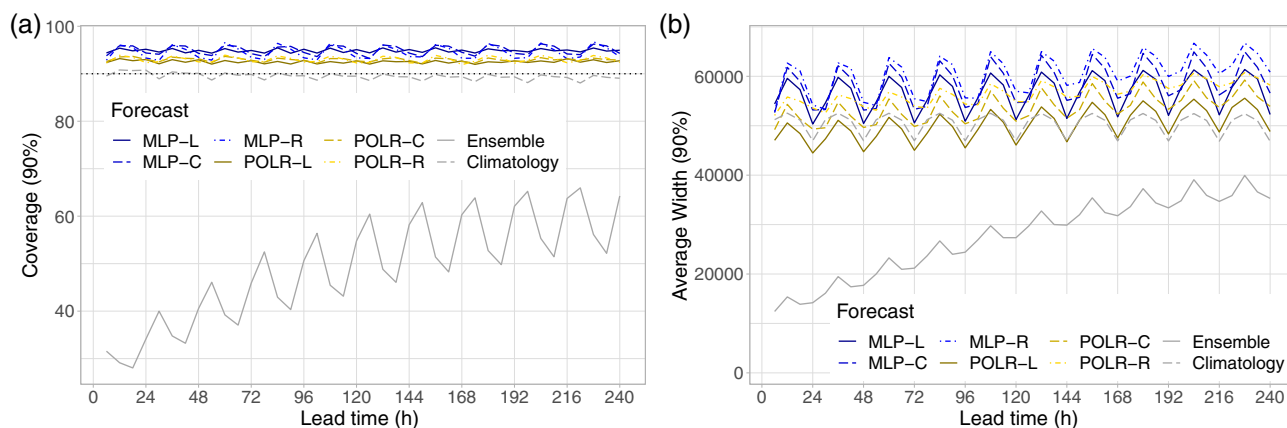 (a)
100
80
60
40
Coverage (90%)
Forecast
MLP−L MLP−R POLR−C Ensemble
MLP−C POLR−L POLR−R Climatology
0 24 48 72 96 120 144 168 192 216 240
Lead time (h)
(b)
60000
40000
20000
0
Average Width (90%)
Forecast
MLP−L MLP−R POLR−C Ensemble
MLP−C POLR−L POLR−R Climatology
0 24 48 72 96 120 144 168 192 216 240
Lead time (h)